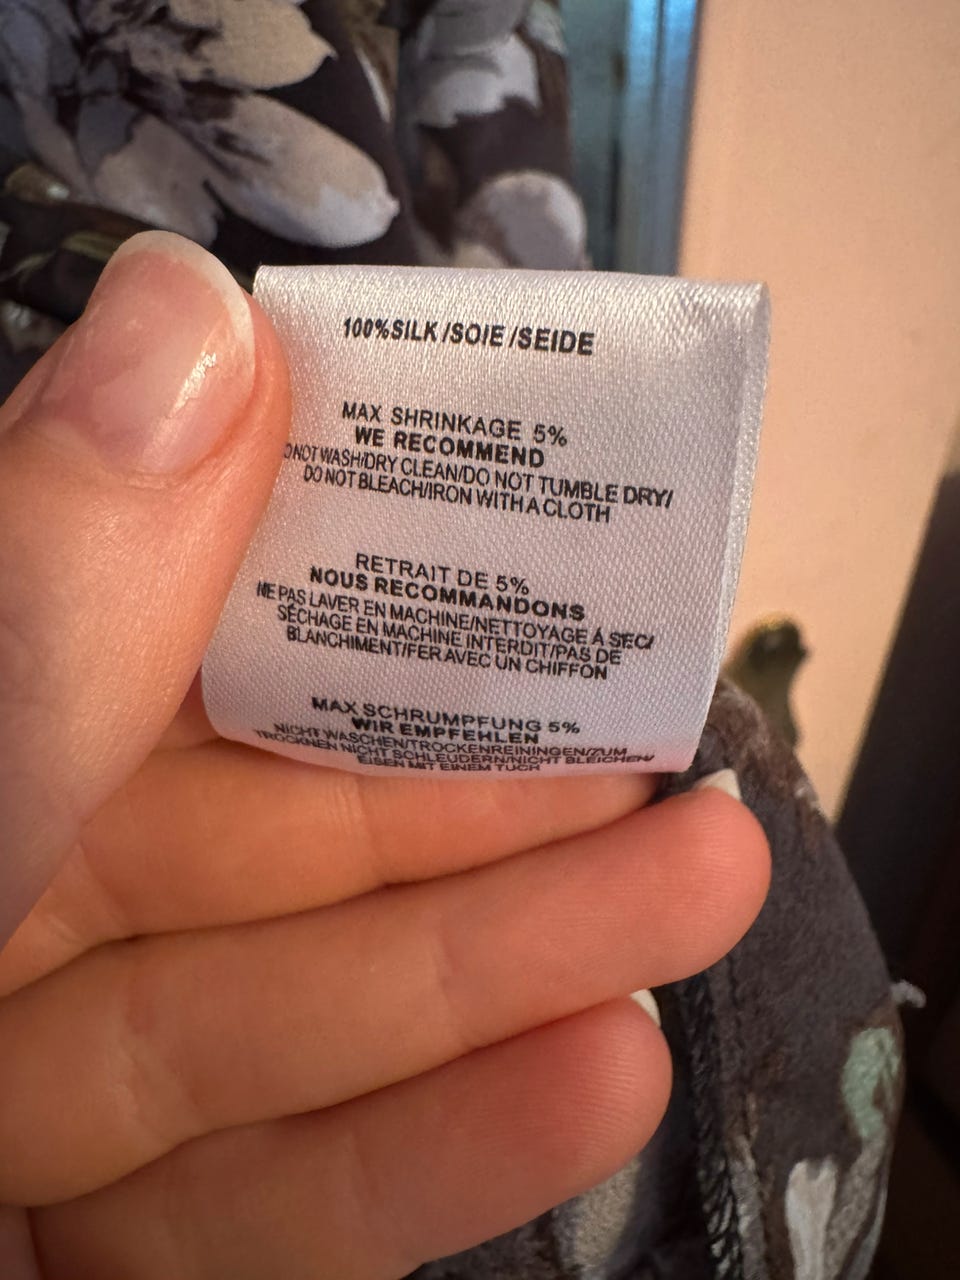 100%SILK /SOIE /SEIDE
MAX SHRINKAGE 5%
WE RECOMMEND
NOT WASH/DRY CLEAN/DO NOT TUMBLE DRY/
DO NOT BLEACH/IRON WITH A CLOTH
RETRAIT DE 5%
NOUS RECOMMANDONS
NE PAS LAVER EN MACHINE/NETTOYAGE Á SEC/
SÉCHAGE EN MACHINE INTERDIT/PAS DE
BLANCHIMENT/FER AVEC UN CHIFFON
MAX SCHRUMPFUNG 5%
WIR EMPFEHLEN
NICHT WASCHEN/TROCKENREININGEN/ZUM
TROCKNEN NICHT SCHLEUDERN/NICHT BLEICHEN/
EISEN MIT EINEM TUCH